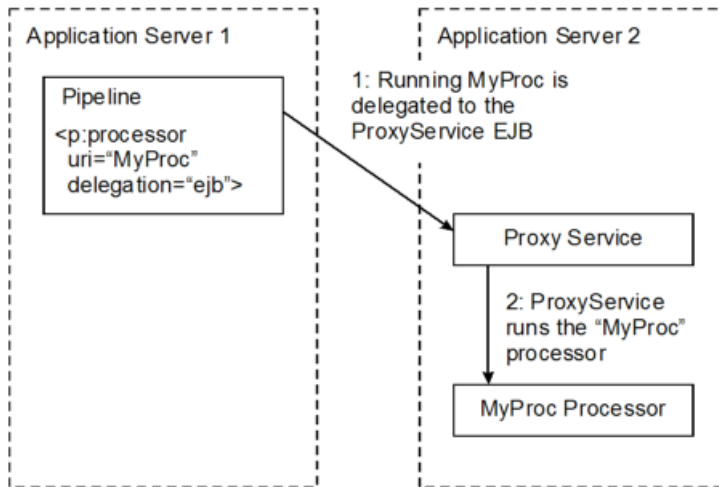 Application Server 1
Pipeline
<p:processor
uri=“MyProc”
delegation=“ejb”>
1: Running MyProc is
delegated to the
ProxyService EJB
Application Server 2
Proxy Service
2: ProxyService
runs the “MyProc”
processor
MyProc Processor